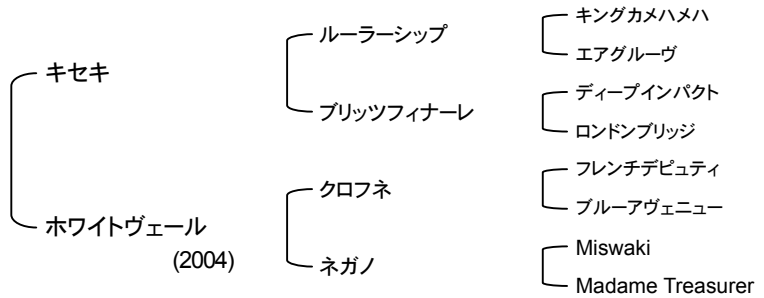 キングカメハメハ
ルーラーシップ
エアグルーヴ
キセキ
ディープインパクト
ブリッツフィナーレ
ロンドンブリッジ
フレンチデピュティ
クロフネ
ブルーアヴェニュー
ホワイトヴェール
(2004)
Miswaki
ネガノ
Madame Treasurer